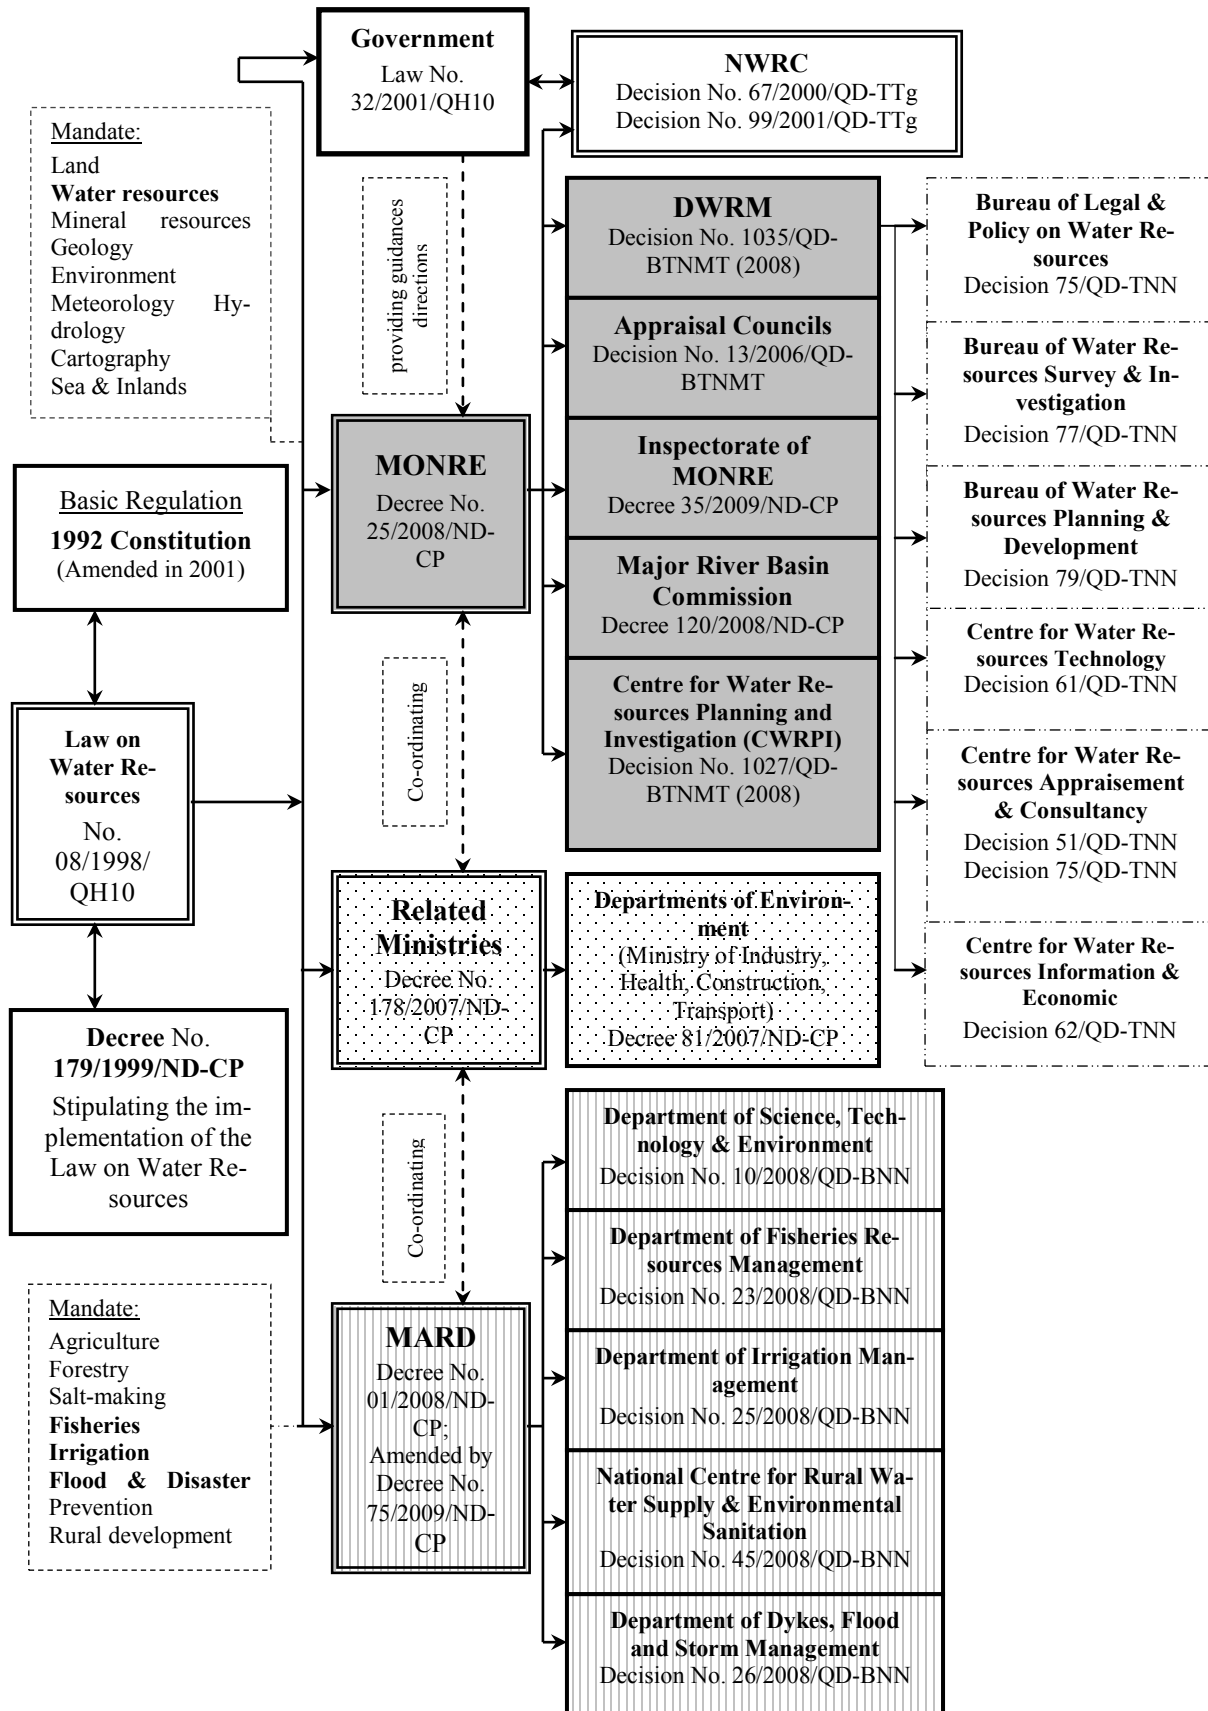 Government
Law No.
32/2001/QH10
NWRC
Decision No. 67/2000/QD-TTg
Decision No. 99/2001/QD-TTg
Mandate:
Land
Water resources
Mineral resources
Geology
Environment
Meteorology Hy-
drology
Cartography
Sea & Inlands
providing guidances
directions
DWRM
Decision No. 1035/QD-
BTNMT (2008)
Appraisal Councils
Decision No. 13/2006/QD-
BTNMT
Inspectorate of
MONRE
Decree 35/2009/ND-CP
Major River Basin
Commission
Decree 120/2008/ND-CP
Centre for Water Re-
sources Planning and
Investigation (CWRPI)
Decision No. 1027/QD-
BTNMT (2008)
Bureau of Legal &
Policy on Water Re-
sources
Decision 75/QD-TNN
Bureau of Water Re-
sources Survey & In-
vestigation
Decision 77/QD-TNN
Bureau of Water Re-
sources Planning &
Development
Decision 79/QD-TNN
Centre for Water Re-
sources Technology
Decision 61/QD-TNN
Centre for Water Re-
sources Appraisement
& Consultancy
Decision 51/QD-TNN
Decision 75/QD-TNN
Centre for Water Re-
sources Information &
Economic
Decision 62/QD-TNN
MONRE
Decree No.
25/2008/ND-
CP
Basic Regulation
1992 Constitution
(Amended in 2001)
Co-ordinating
Law on
Water Re-
sources
No.
08/1998/
QH10
Related
Ministries
Decree No.
178/2007/ND-
CP
Departments of Environ-
ment
(Ministry of Industry,
Health, Construction,
Transport)
Decree 81/2007/ND-CP
Decree No.
179/1999/ND-CP
Stipulating the im-
plementation of the
Law on Water Re-
sources
Co-ordinating
Department of Science, Tech-
nology & Environment
Decision No. 10/2008/QD-BNN
Department of Fisheries Re-
sources Management
Decision No. 23/2008/QD-BNN
Department of Irrigation Man-
agement
Decision No. 25/2008/QD-BNN
National Centre for Rural Wa-
ter Supply & Environmental
Sanitation
Decision No. 45/2008/QD-BNN
Department of Dykes, Flood
and Storm Management
Decision No. 26/2008/QD-BNN
Mandate:
Agriculture
Forestry
Salt-making
Fisheries
Irrigation
Flood & Disaster
Prevention
Rural development
MARD
Decree No.
01/2008/ND-
CP;
Amended by
Decree No.
75/2009/ND-
CP